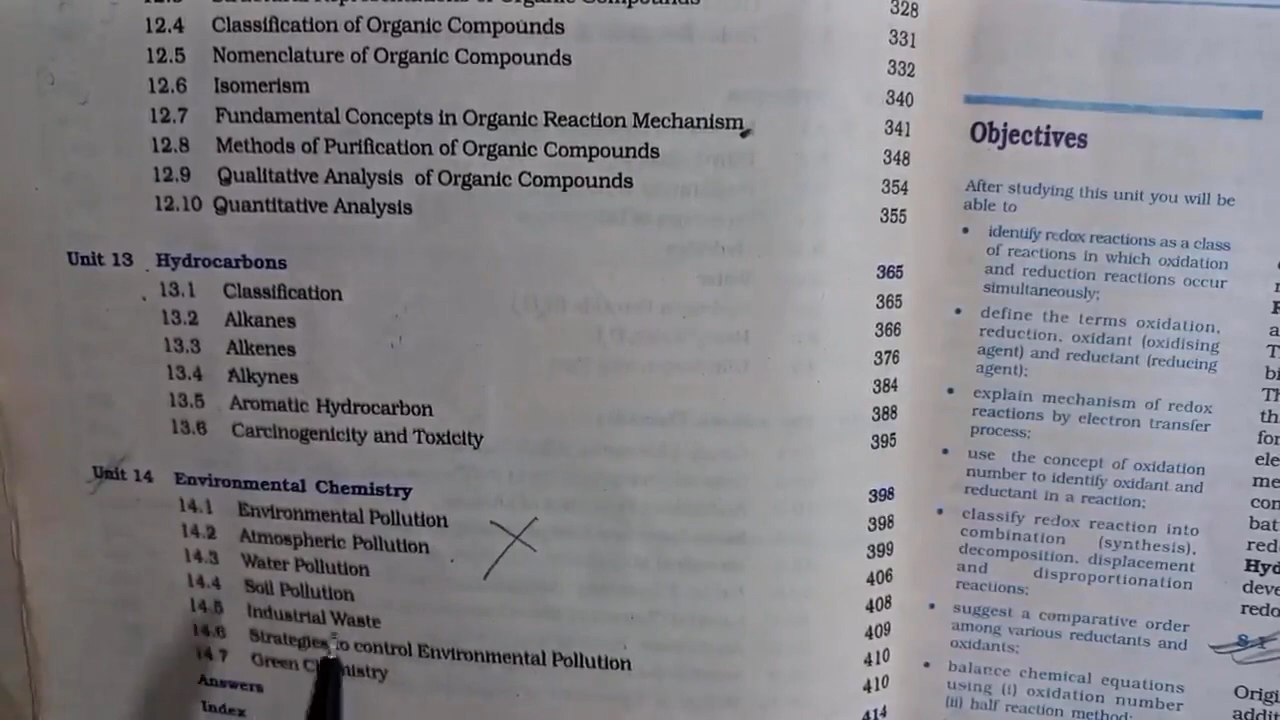 Structural Representations of Organic Compounds 328
12.4 Classification of Organic Compounds 331
12.5 Nomenclature of Organic Compounds 332
12.6 Isomerism 340
12.7 Fundamental Concepts in Organic Reaction Mechanism 341
12.8 Methods of Purification of Organic Compounds 348
12.9 Qualitative Analysis of Organic Compounds 354
12.10 Quantitative Analysis 355
Unit 13 Hydrocarbons 365
13.1 Classification 365
13.2 Alkanes 366
13.3 Alkenes 376
13.4 Alkynes 384
13.5 Aromatic Hydrocarbon 388
13.6 Carcinogenicity and Toxicity 395
Unit 14 Environmental Chemistry 398
14.1 Environmental Pollution 398
14.2 Atmospheric Pollution 399
14.3 Water Pollution 406
14.4 Soil Pollution 408
14.5 Industrial Waste 409
14.6 Strategies to control Environmental Pollution 410
14.7 Green Chemistry 410
Answers 414
Index
Objectives
After studying this unit you will be
able to
• identify redox reactions as a class
of reactions in which oxidation
and reduction reactions occur
simultaneously;
• define the terms oxidation,
reduction, oxidant (oxidising
agent) and reductant (reducing
agent);
• explain mechanism of redox
reactions by electron transfer
process;
• use the concept of oxidation
number to identify oxidant and
reductant in a reaction;
• classify redox reaction into
combination (synthesis),
decomposition, displacement
and disproportionation
reactions;
• suggest a comparative order
among various reductants and
oxidants;
• balance chemical equations
using (i) oxidation number
(ii) half reaction method;